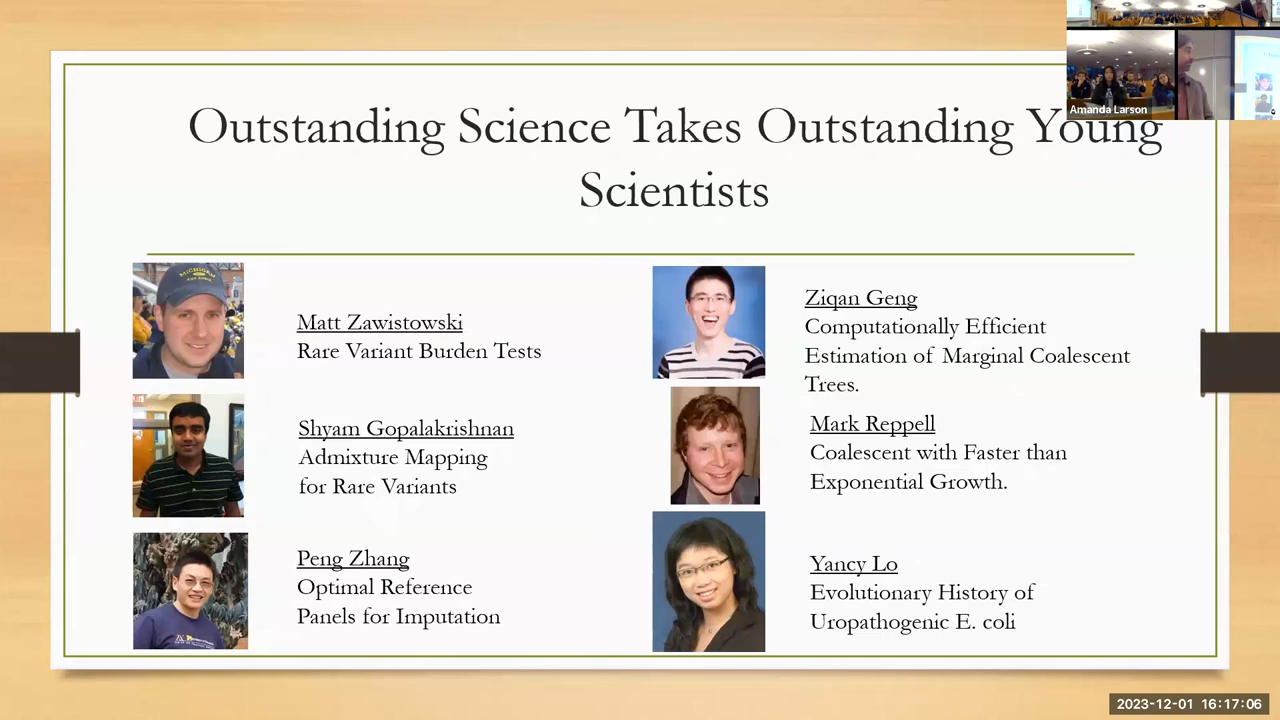 Amanda Larson
Outstanding Science Takes Outstanding Young
Scientists
MICHIGAN
Matt Zawistowski
Rare Variant Burden Tests
Shyam Gopalakrishnan
Admixture Mapping
for Rare Variants
Peng Zhang
Optimal Reference
Panels for Imputation
Ziqan Geng
Computationally Efficient
Estimation of Marginal Coalescent
Trees.
Mark Reppell
Coalescent with Faster than
Exponential Growth.
Yancy Lo
Evolutionary History of
Uropathogenic E. coli
2023-12-01 16:17:06